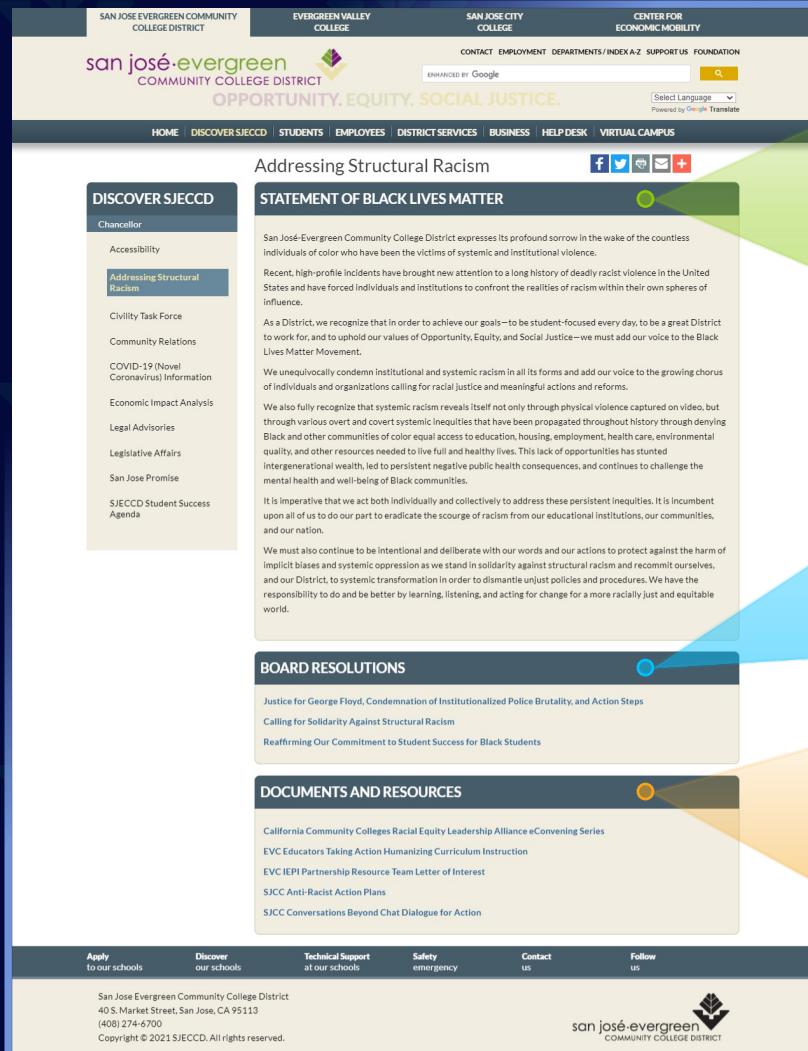 SAN JOSE EVERGREEN COMMUNITY
COLLEGE DISTRICT
EVERGREEN VALLEY
COLLEGE
SAN JOSE CITY
COLLEGE
CENTER FOR
ECONOMIC MOBILITY
san josé·evergreen
COMMUNITY COLLEGE DISTRICT
CONTACT EMPLOYMENT DEPARTMENTS / INDEX A-Z SUPPORT US FOUNDATION
ENHANCED BY Google
OPPORTUNITY. EQUITY. SOCIAL JUSTICE.
Select Language
Powered by Google Translate
HOME DISCOVER SJECCD STUDENTS EMPLOYEES DISTRICT SERVICES BUSINESS HELP DESK VIRTUAL CAMPUS
Addressing Structural Racism
DISCOVER SJECCD
Chancellor
Accessibility
Addressing Structural
Racism
Civility Task Force
Community Relations
COVID-19 (Novel
Coronavirus) Information
Economic Impact Analysis
Legal Advisories
Legislative Affairs
San Jose Promise
SJECCD Student Success
Agenda
STATEMENT OF BLACK LIVES MATTER
San José-Evergreen Community College District expresses its profound sorrow in the wake of the countless
individuals of color who have been the victims of systemic and institutional violence.
Recent, high-profile incidents have brought new attention to a long history of deadly racist violence in the United
States and have forced individuals and institutions to confront the realities of racism within their own spheres of
influence.
As a District, we recognize that in order to achieve our goals—to be student-focused every day, to be a great District
to work for, and to uphold our values of Opportunity, Equity, and Social Justice—we must add our voice to the Black
Lives Matter Movement.
We unequivocally condemn institutional and systemic racism in all its forms and add our voice to the growing chorus
of individuals and organizations calling for racial justice and meaningful actions and reforms.
We also fully recognize that systemic racism reveals itself not only through physical violence captured on video, but
through various overt and covert systemic inequities that have been propagated throughout history through denying
Black and other communities of color equal access to education, housing, employment, health care, environmental
quality, and other resources needed to live full and healthy lives. This lack of opportunities has stunted
intergenerational wealth, led to persistent negative public health consequences, and continues to challenge the
mental health and well-being of Black communities.
It is imperative that we act both individually and collectively to address these persistent inequities. It is incumbent
upon all of us to do our part to eradicate the scourge of racism from our educational institutions, our communities,
and our nation.
We must also continue to be intentional and deliberate with our words and our actions to protect against the harm of
implicit biases and systemic oppression as we stand in solidarity against structural racism and recommit ourselves,
and our District, to systemic transformation in order to dismantle unjust policies and procedures. We have the
responsibility to do and be better by learning, listening, and acting for change for a more racially just and equitable
world.
BOARD RESOLUTIONS
Justice for George Floyd, Condemnation of Institutionalized Police Brutality, and Action Steps
Calling for Solidarity Against Structural Racism
Reaffirming Our Commitment to Student Success for Black Students
DOCUMENTS AND RESOURCES
California Community Colleges Racial Equity Leadership Alliance eConvening Series
EVC Educators Taking Action Humanizing Curriculum Instruction
EVC IEPI Partnership Resource Team Letter of Interest
SJCC Anti-Racist Action Plans
SJCC Conversations Beyond Chat Dialogue for Action
Apply
to our schools
Discover
our schools
Technical Support
at our schools
Safety
emergency
Contact
us
Follow
us
San Jose Evergreen Community College District
40 S. Market Street, San Jose, CA 95113
(408) 274-6700
Copyright © 2021 SJECCD. All rights reserved.
san josé·evergreen
COMMUNITY COLLEGE DISTRICT